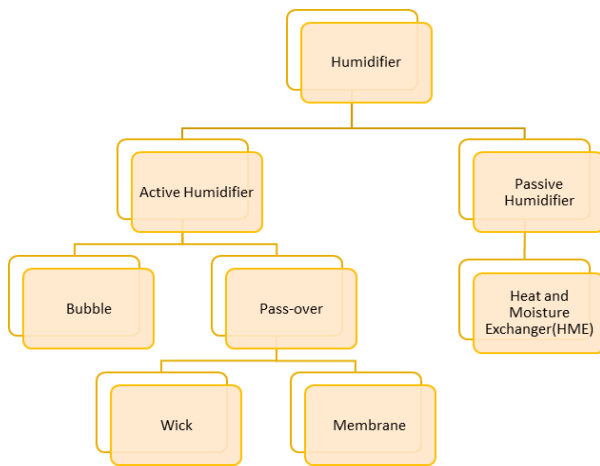 Humidifier
Active Humidifier
Passive
Humidifier
Bubble
Pass-over
Heat and
Moisture
Exchanger(HME)
Wick
Membrane